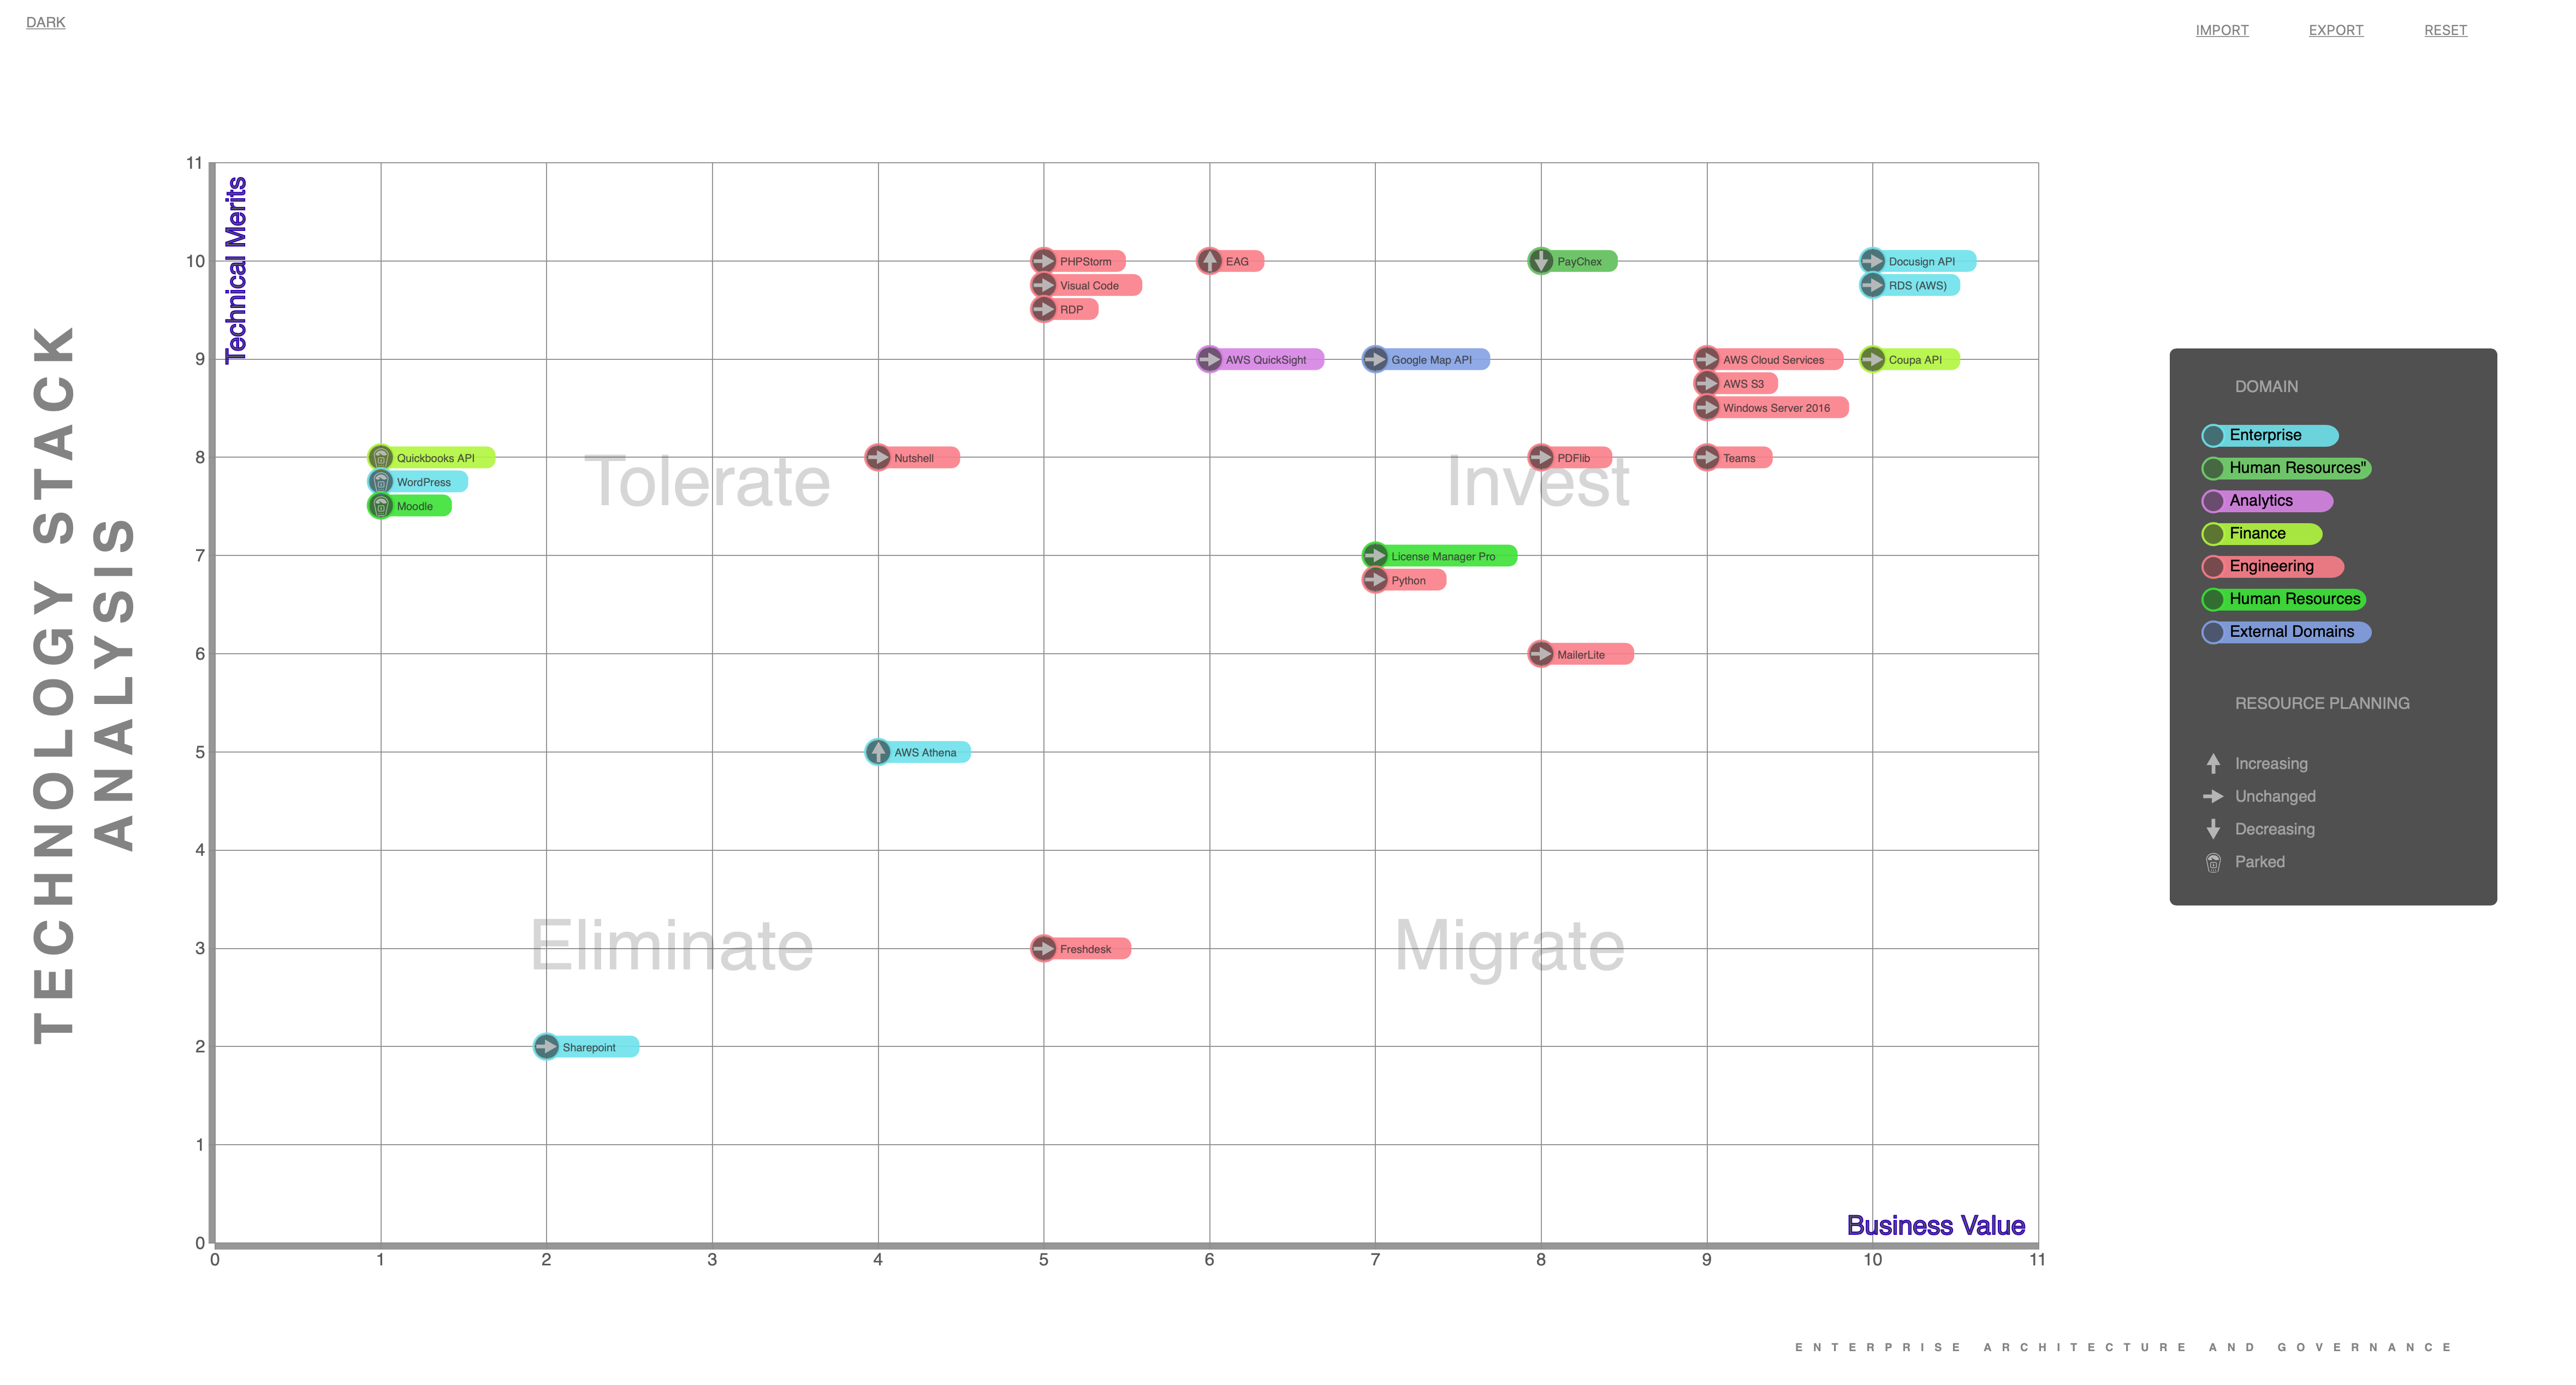 DARK
IMPORT
EXPORT
RESET
TECHNOLOGY STACK
ANALYSIS
Technical Merits
11
10
9
8
7
6
5
4
3
2
1
0
PHPStorm
Visual Code
RDP
EAG
PayChex
Docusign API
RDS (AWS)
AWS QuickSight
Google Map API
AWS Cloud Services
AWS S3
Windows Server 2016
Coupa API
Quickbooks API
WordPress
Moodle
Tolerate
Nutshell
Invest
PDFlib
Teams
License Manager Pro
Python
MailerLite
AWS Athena
Eliminate
Freshdesk
Migrate
Sharepoint
Business Value
0
1
2
3
4
5
6
7
8
9
10
11
DOMAIN
Enterprise
Human Resources"
Analytics
Finance
Engineering
Human Resources
External Domains
RESOURCE PLANNING
Increasing
Unchanged
Decreasing
Parked
ENTERPRISE ARCHITECTURE AND GOVERNANCE